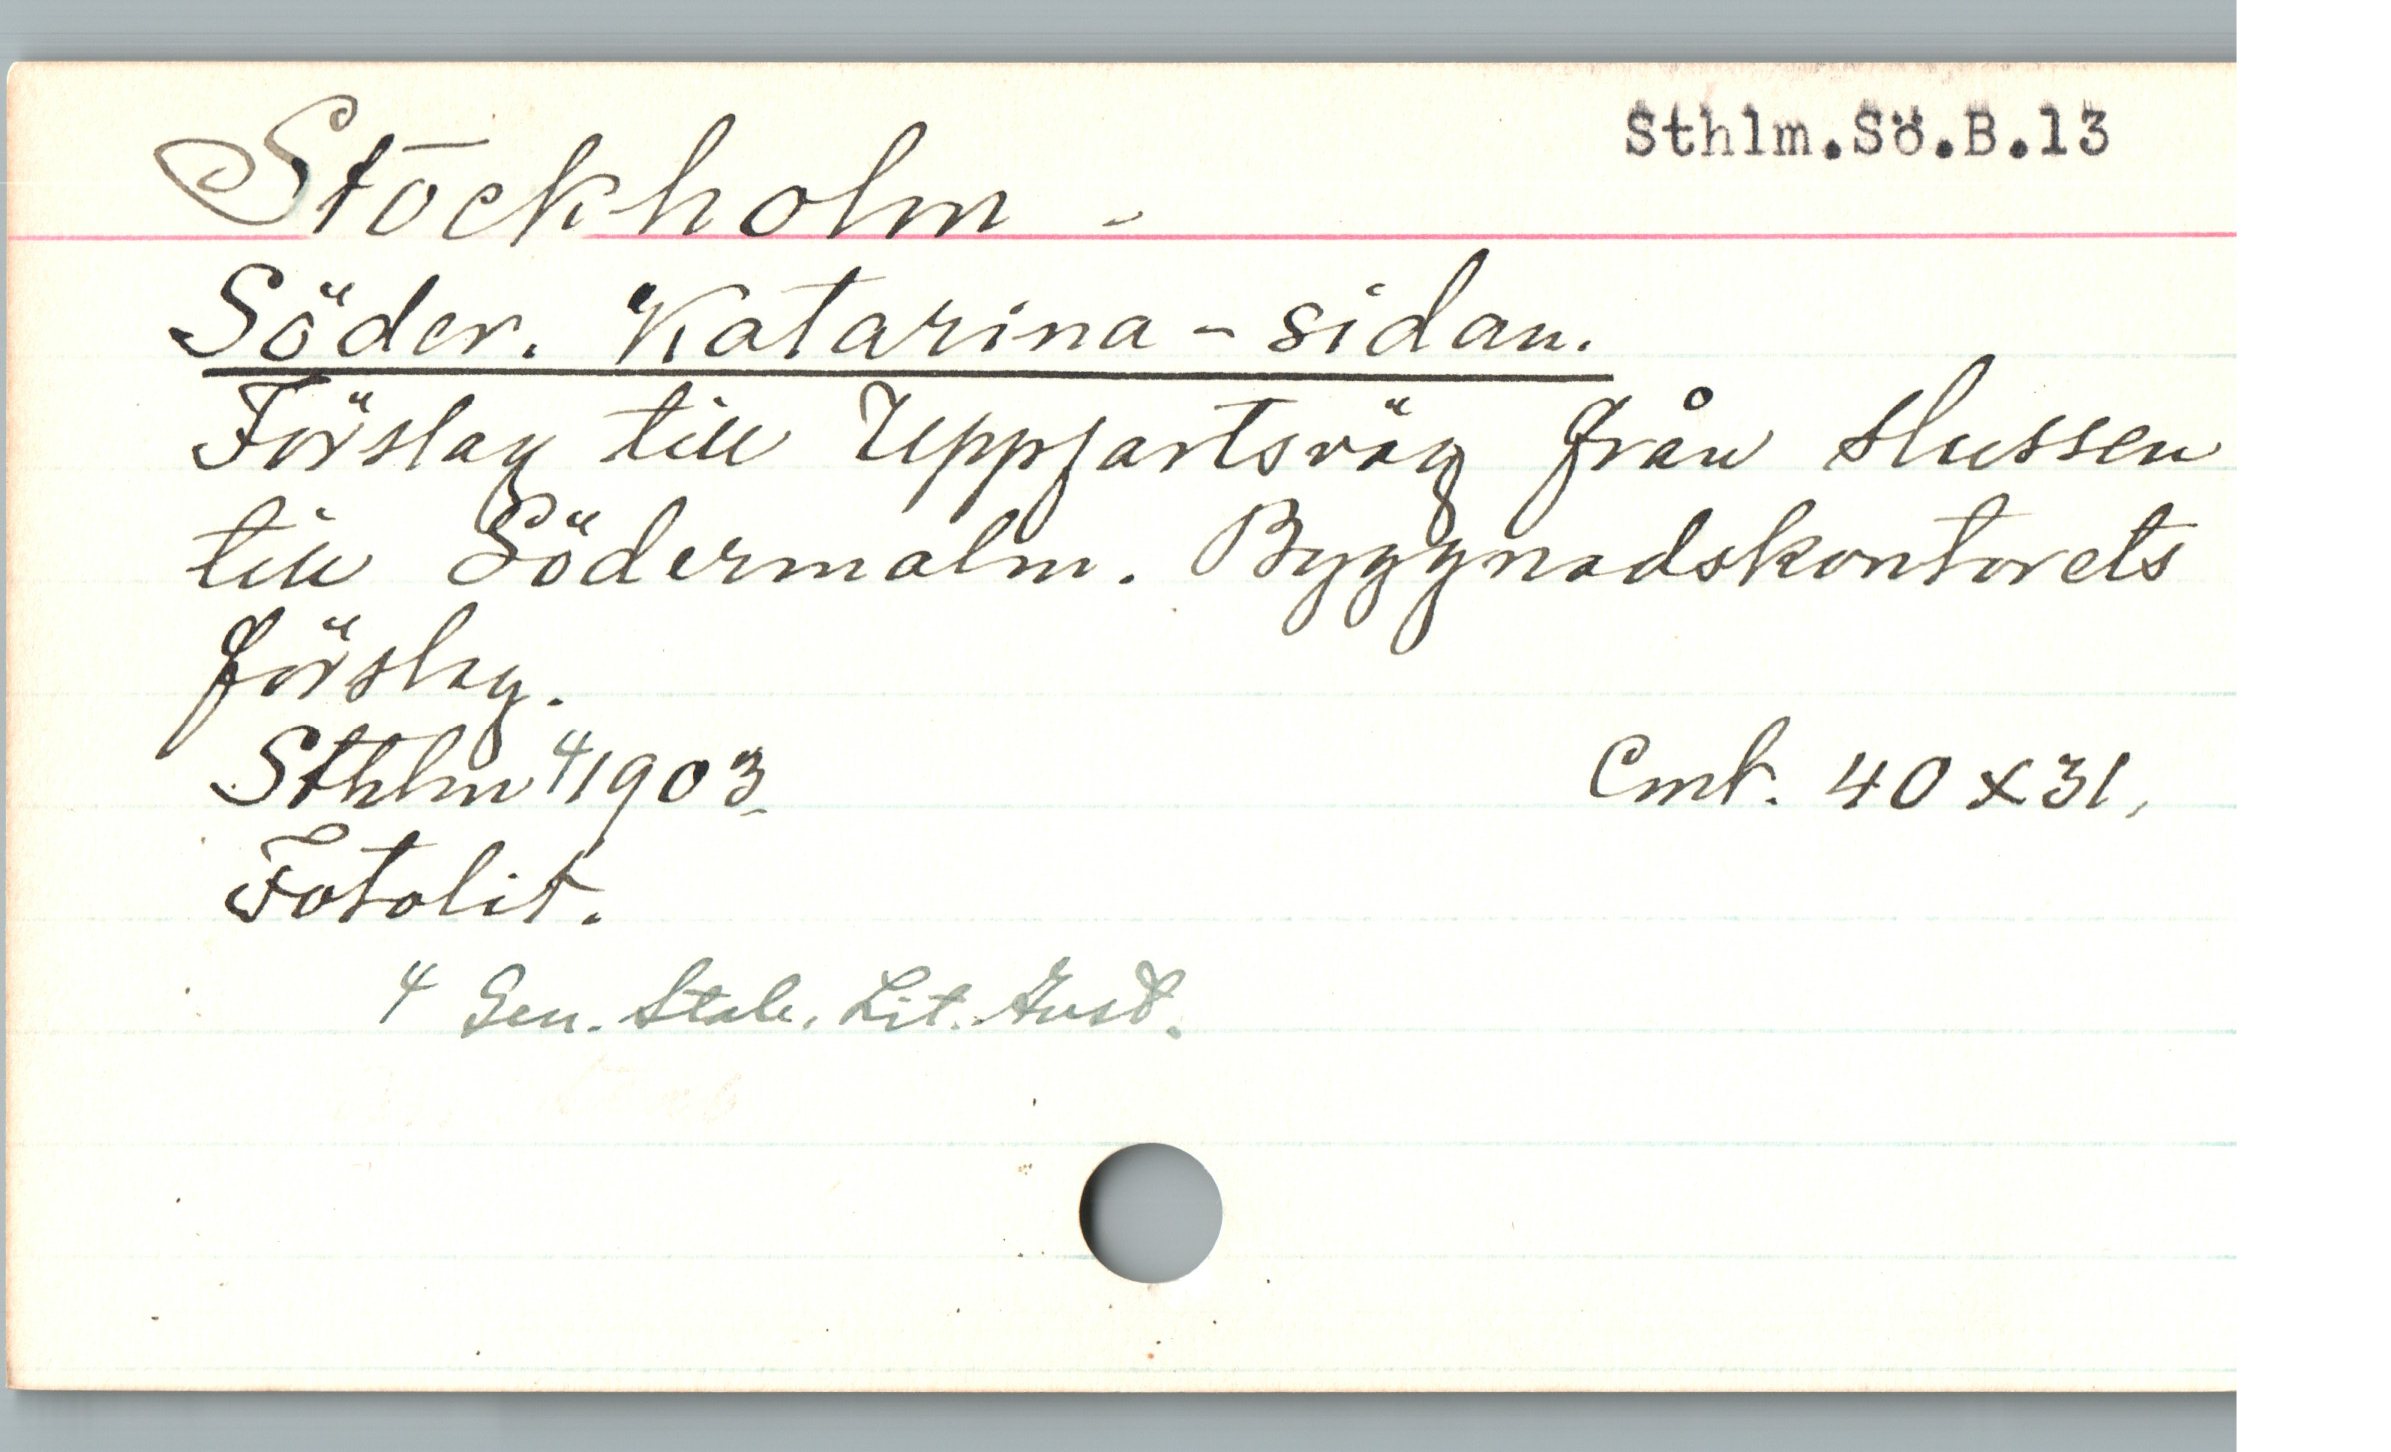 Sthlm.Sö.B.13
Stockholm -
Söder. Katarina-sidan.
Förslag till Uppfartsväg från Slussen
till Södermalm. Byggnadskontorets
förslag.
Sthlm 4 1903. Cmt. 40 x 31,
Fotolit.
4 Gen. Stab. Lit. Anst.